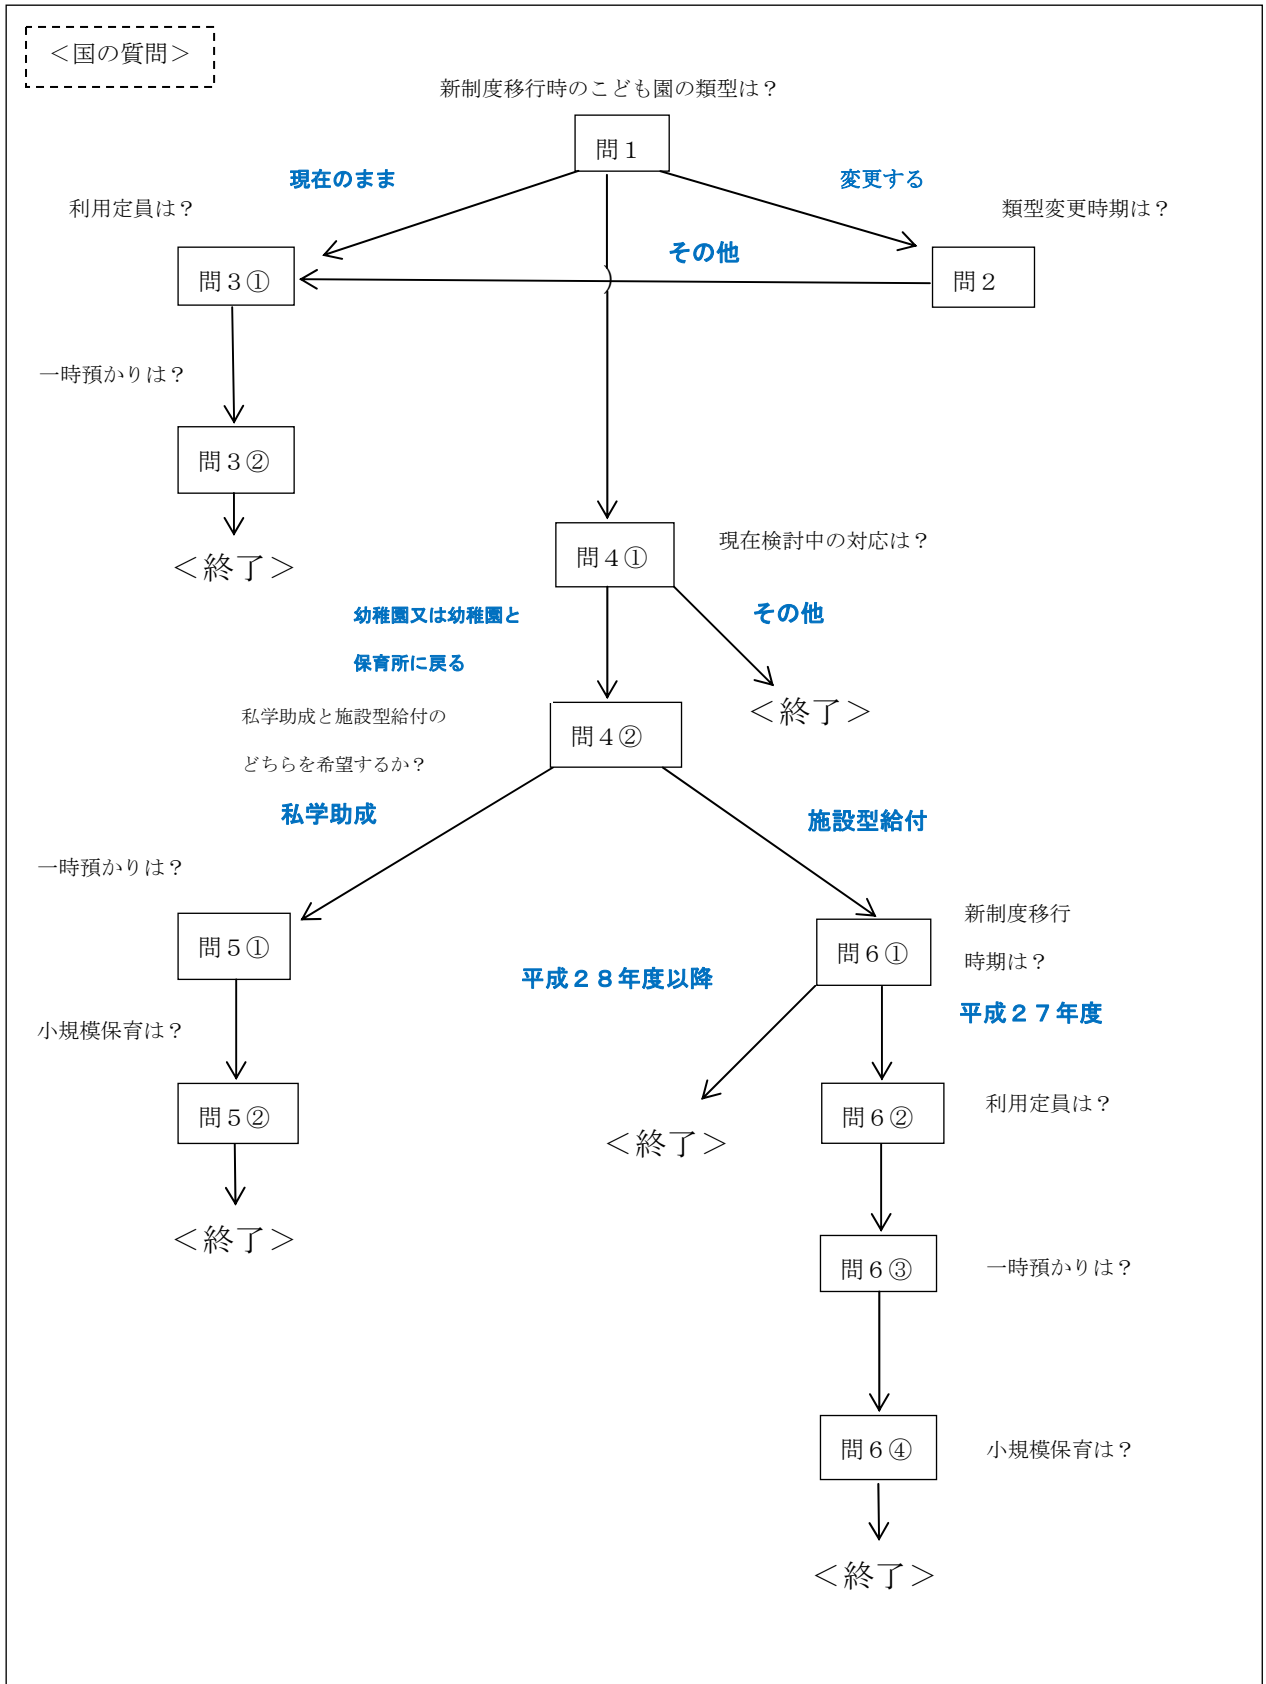 ＜国の質問＞
新制度移行時のこども園の類型は？
問１
現在のまま
変更する
利用定員は？
類型変更時期は？
その他
問３①
問２
一時預かりは？
問３②
＜終了＞
問４①
現在検討中の対応は？
幼稚園又は幼稚園と
保育所に戻る
その他
＜終了＞
私学助成と施設型給付の
どちらを希望するか？
問４②
私学助成
施設型給付
一時預かりは？
問５①
問６①
新制度移行
時期は？
平成２８年度以降
平成２７年度
小規模保育は？
問５②
問６②
利用定員は？
＜終了＞
＜終了＞
問６③
一時預かりは？
問６④
小規模保育は？
＜終了＞